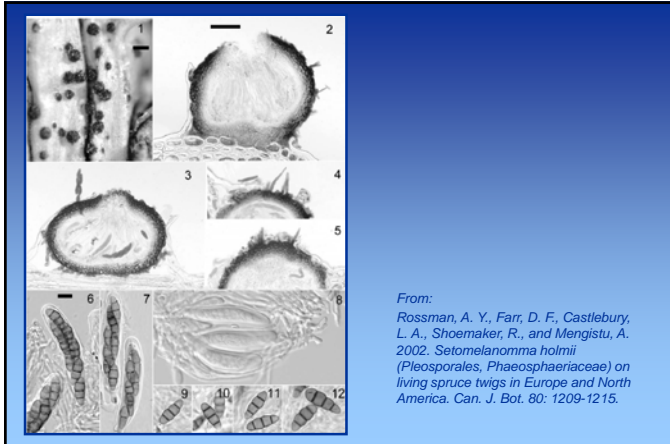 1
2
3
4
5
6
7
8
9
10
11
12
From:
Rossman, A. Y., Farr, D. F., Castlebury,
L. A., Shoemaker, R., and Mengistu, A.
2002. Setomelanomma holmii
(Pleosporales, Phaeosphaeriaceae) on
living spruce twigs in Europe and North
America. Can. J. Bot. 80: 1209-1215.